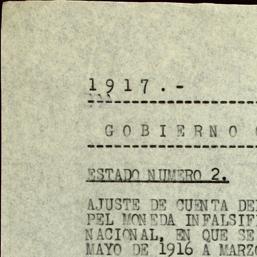 1917.-
GOBIERNO
ESTADO NUMERO 2.
AJUSTE DE CUENTA DE
PEL MONEDA INFALSIF
NACIONAL, EN QUE SE
MAYO DE 1916 A MARZO